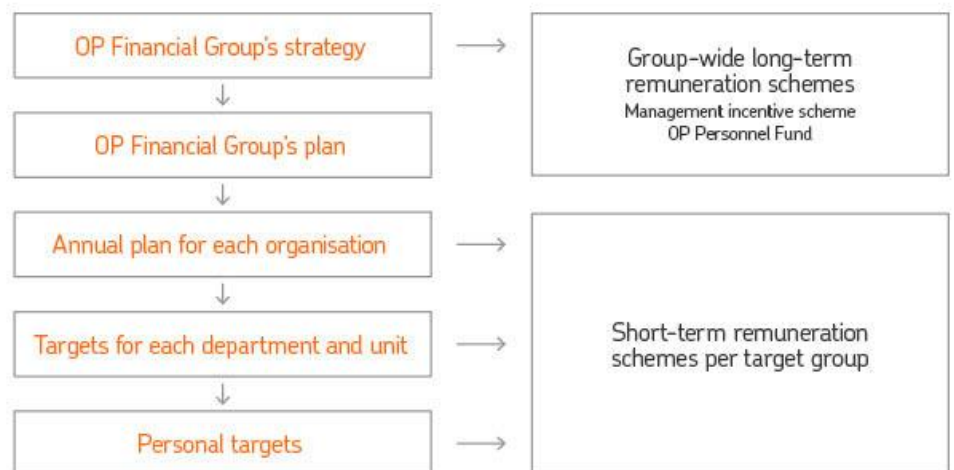 OP Financial Group's strategy
OP Financial Group's plan
Annual plan for each organisation
Targets for each department and unit
Personal targets
Group-wide long-term
remuneration schemes
Management incentive scheme
OP Personnel Fund
Short-term remuneration
schemes per target group